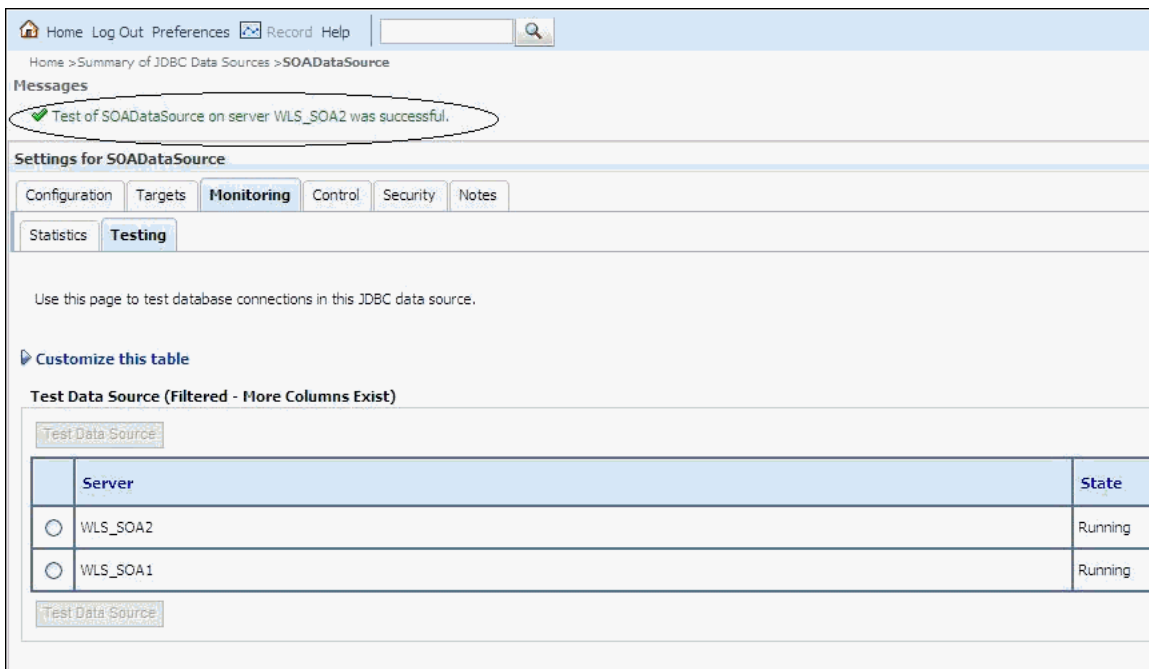 Home Log Out Preferences Record Help
Home >Summary of JDBC Data Sources >SOADataSource
Messages
Test of SOADataSource on server WLS_SOA2 was successful.
Settings for SOADataSource
Configuration Targets Monitoring Control Security Notes
Statistics Testing
Use this page to test database connections in this JDBC data source.
Customize this table
Test Data Source (Filtered - More Columns Exist)
Test Data Source
Server State
WLS_SOA2 Running
WLS_SOA1 Running
Test Data Source